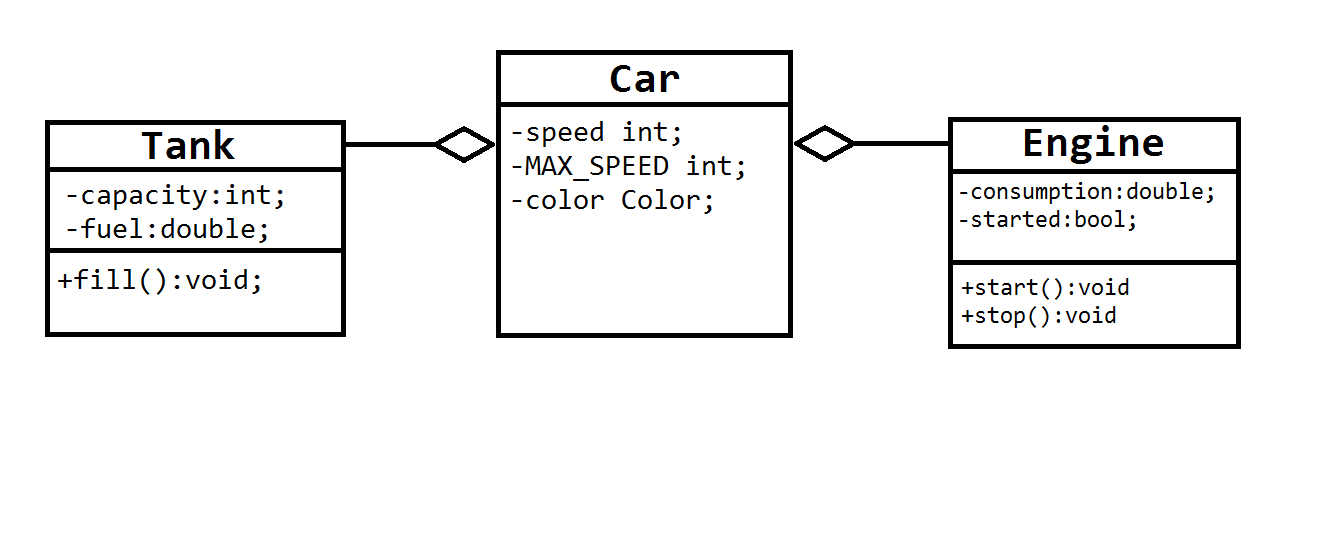 Tank
-capacity:int;
-fuel:double;
+fill():void;
Car
-speed int;
-MAX_SPEED int;
-color Color;
Engine
-consumption:double;
-started:bool;
+start():void
+stop():void